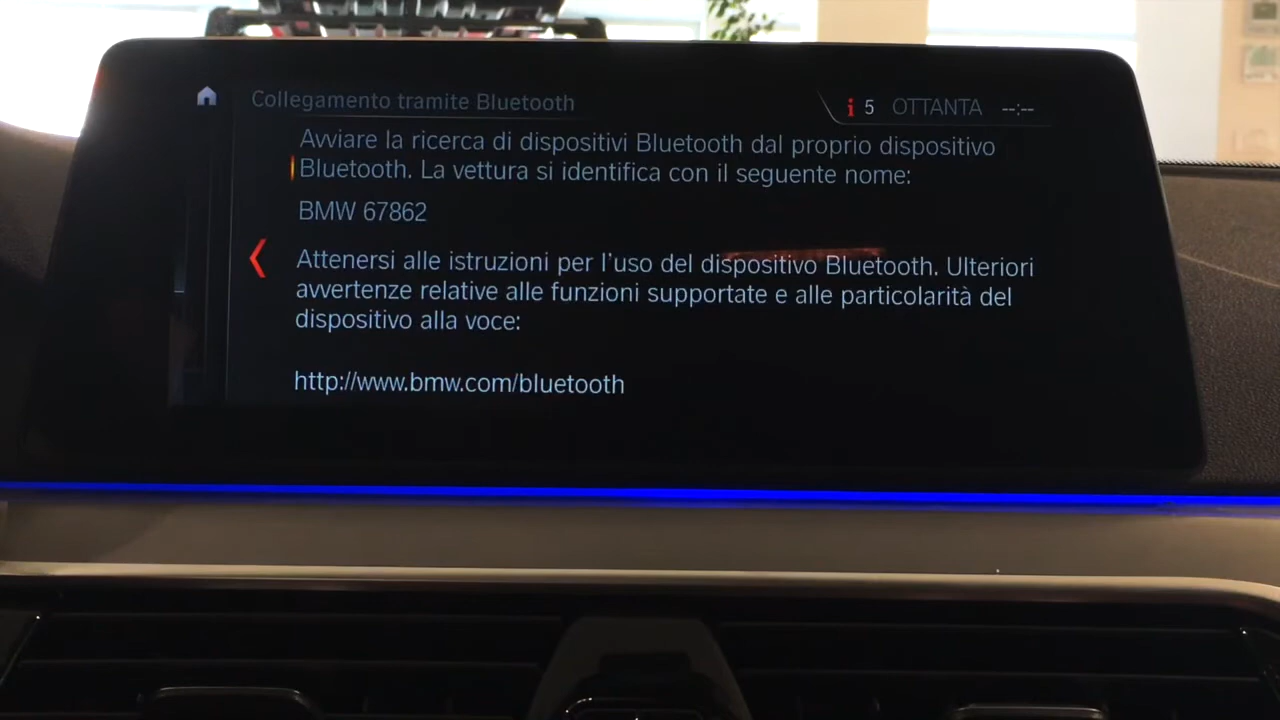 Collegamento tramite Bluetooth
i 5 OTTANTA --:--
Avviare la ricerca di dispositivi Bluetooth dal proprio dispositivo
Bluetooth. La vettura si identifica con il seguente nome:
BMW 67862
Attenersi alle istruzioni per l'uso del dispositivo Bluetooth. Ulteriori
avvertenze relative alle funzioni supportate e alle particolarità del
dispositivo alla voce:
http://www.bmw.com/bluetooth